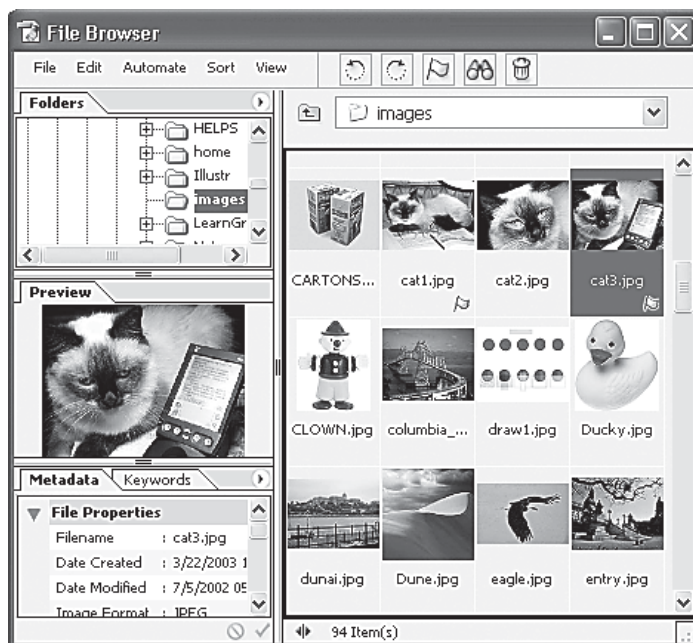 File Browser
File Edit Automate Sort View
Folders
HELPS
home
Illustr
images
LearnGr
images
Preview
Metadata Keywords
File Properties
Filename : cat3.jpg
Date Created : 3/22/2003 1
Date Modified : 7/5/2002 05
Image Format : JPEG
CARTONS... cat1.jpg cat2.jpg cat3.jpg
CLOWN.jpg columbia_... draw1.jpg Ducky.jpg
dunai.jpg Dune.jpg eagle.jpg entry.jpg
94 Item(s)